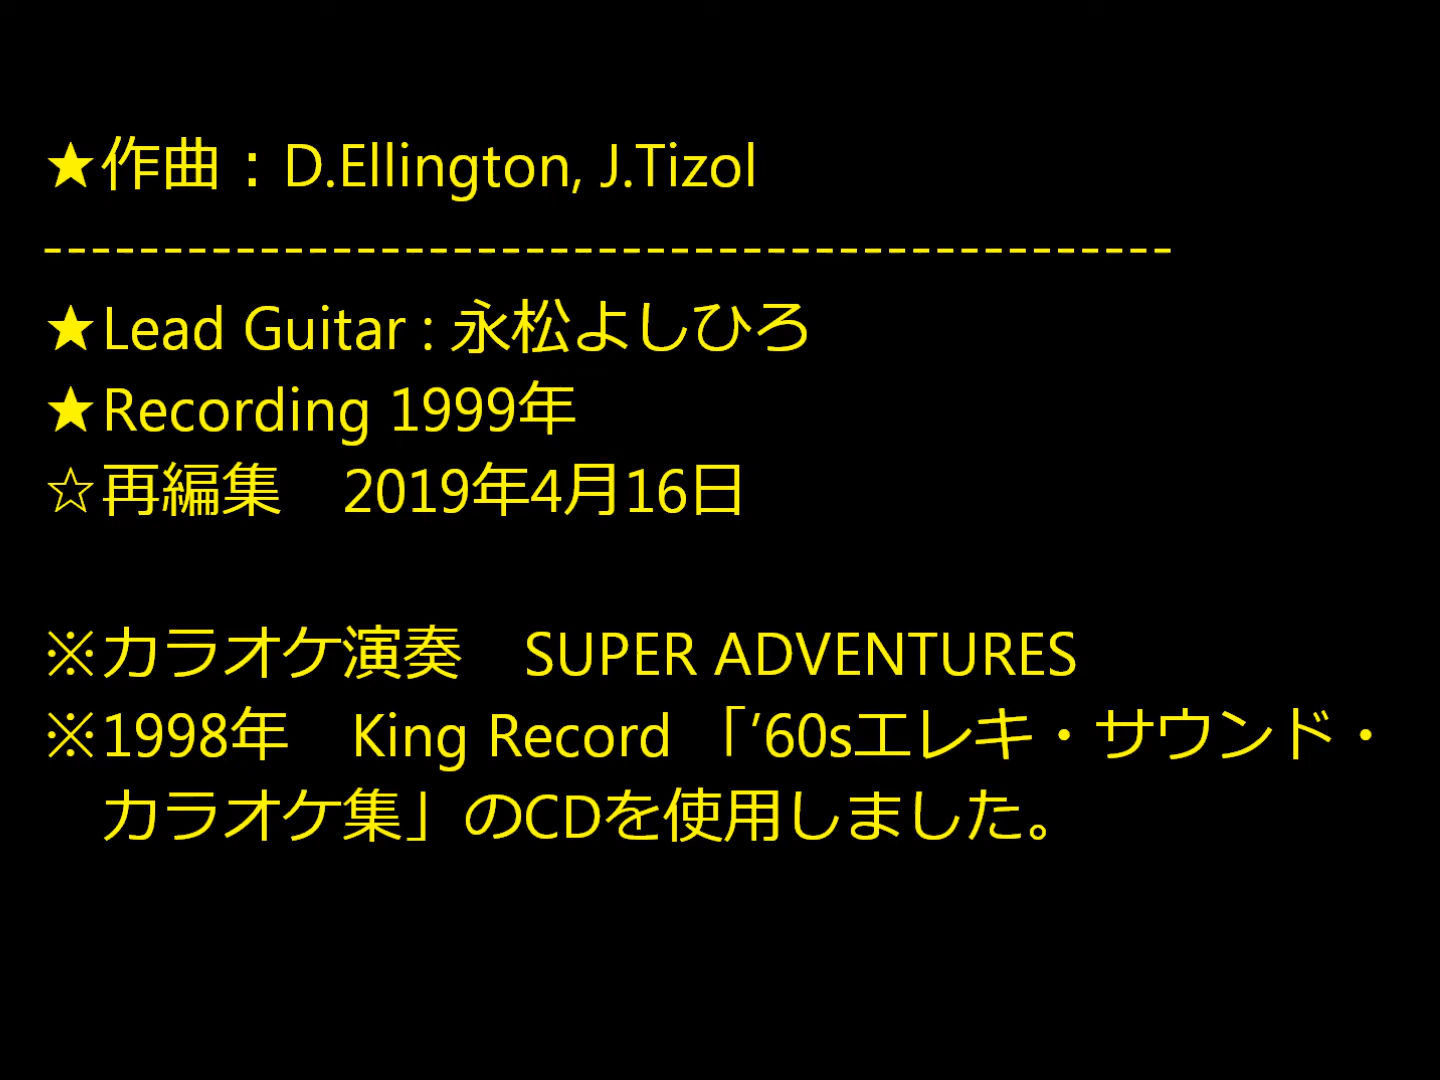 ★作曲：D.Ellington, J.Tizol
-----------------------------------------------
★Lead Guitar : 永松よしひろ
★Recording 1999年
☆再編集　2019年4月16日
※カラオケ演奏　SUPER ADVENTURES
※1998年　King Record 「’60sエレキ・サウンド・
カラオケ集」のCDを使用しました。